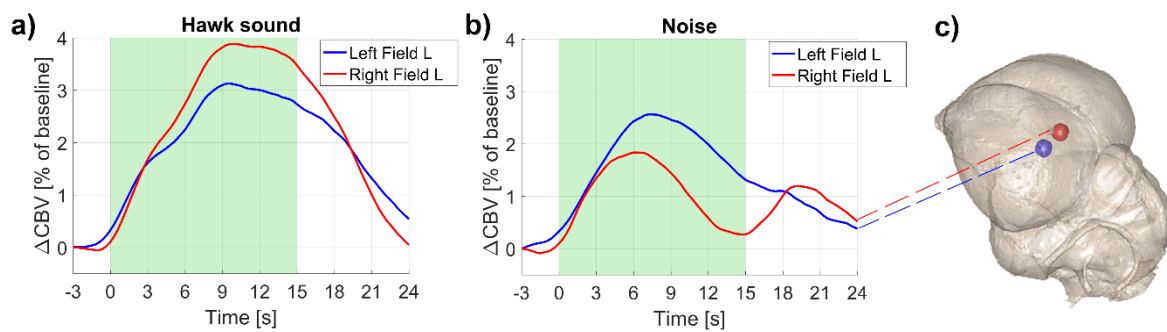 a)
Hawk sound
ΔCBV [% of baseline]
4
3
2
1
0
-3 0 3 6 9 12 15 18 21 24
Time [s]
Left Field L
Right Field L
b)
Noise
ΔCBV [% of baseline]
4
3
2
1
0
-3 0 3 6 9 12 15 18 21 24
Time [s]
Left Field L
Right Field L
c)